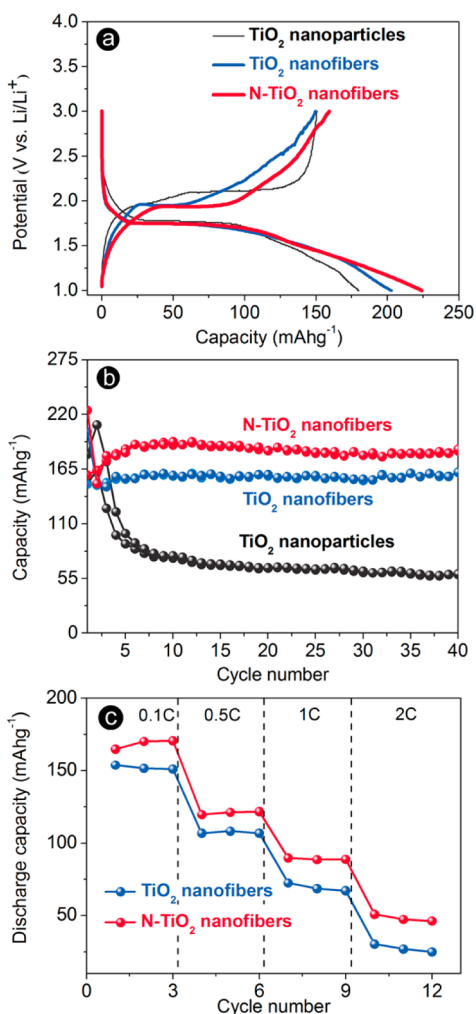 a
TiO₂ nanoparticles
TiO₂ nanofibers
N-TiO₂ nanofibers
Potential (V vs. Li/Li⁺)
4.0
3.5
3.0
2.5
2.0
1.5
1.0
0 50 100 150 200 250
Capacity (mAhg⁻¹)
b
Capacity (mAhg⁻¹)
275
220
165
110
55
0
N-TiO₂ nanofibers
TiO₂ nanofibers
TiO₂ nanoparticles
5 10 15 20 25 30 35 40
Cycle number
c
0.1C 0.5C 1C 2C
Discharge capacity (mAhg⁻¹)
200
150
100
50
TiO₂ nanofibers
N-TiO₂ nanofibers
0 3 6 9 12
Cycle number